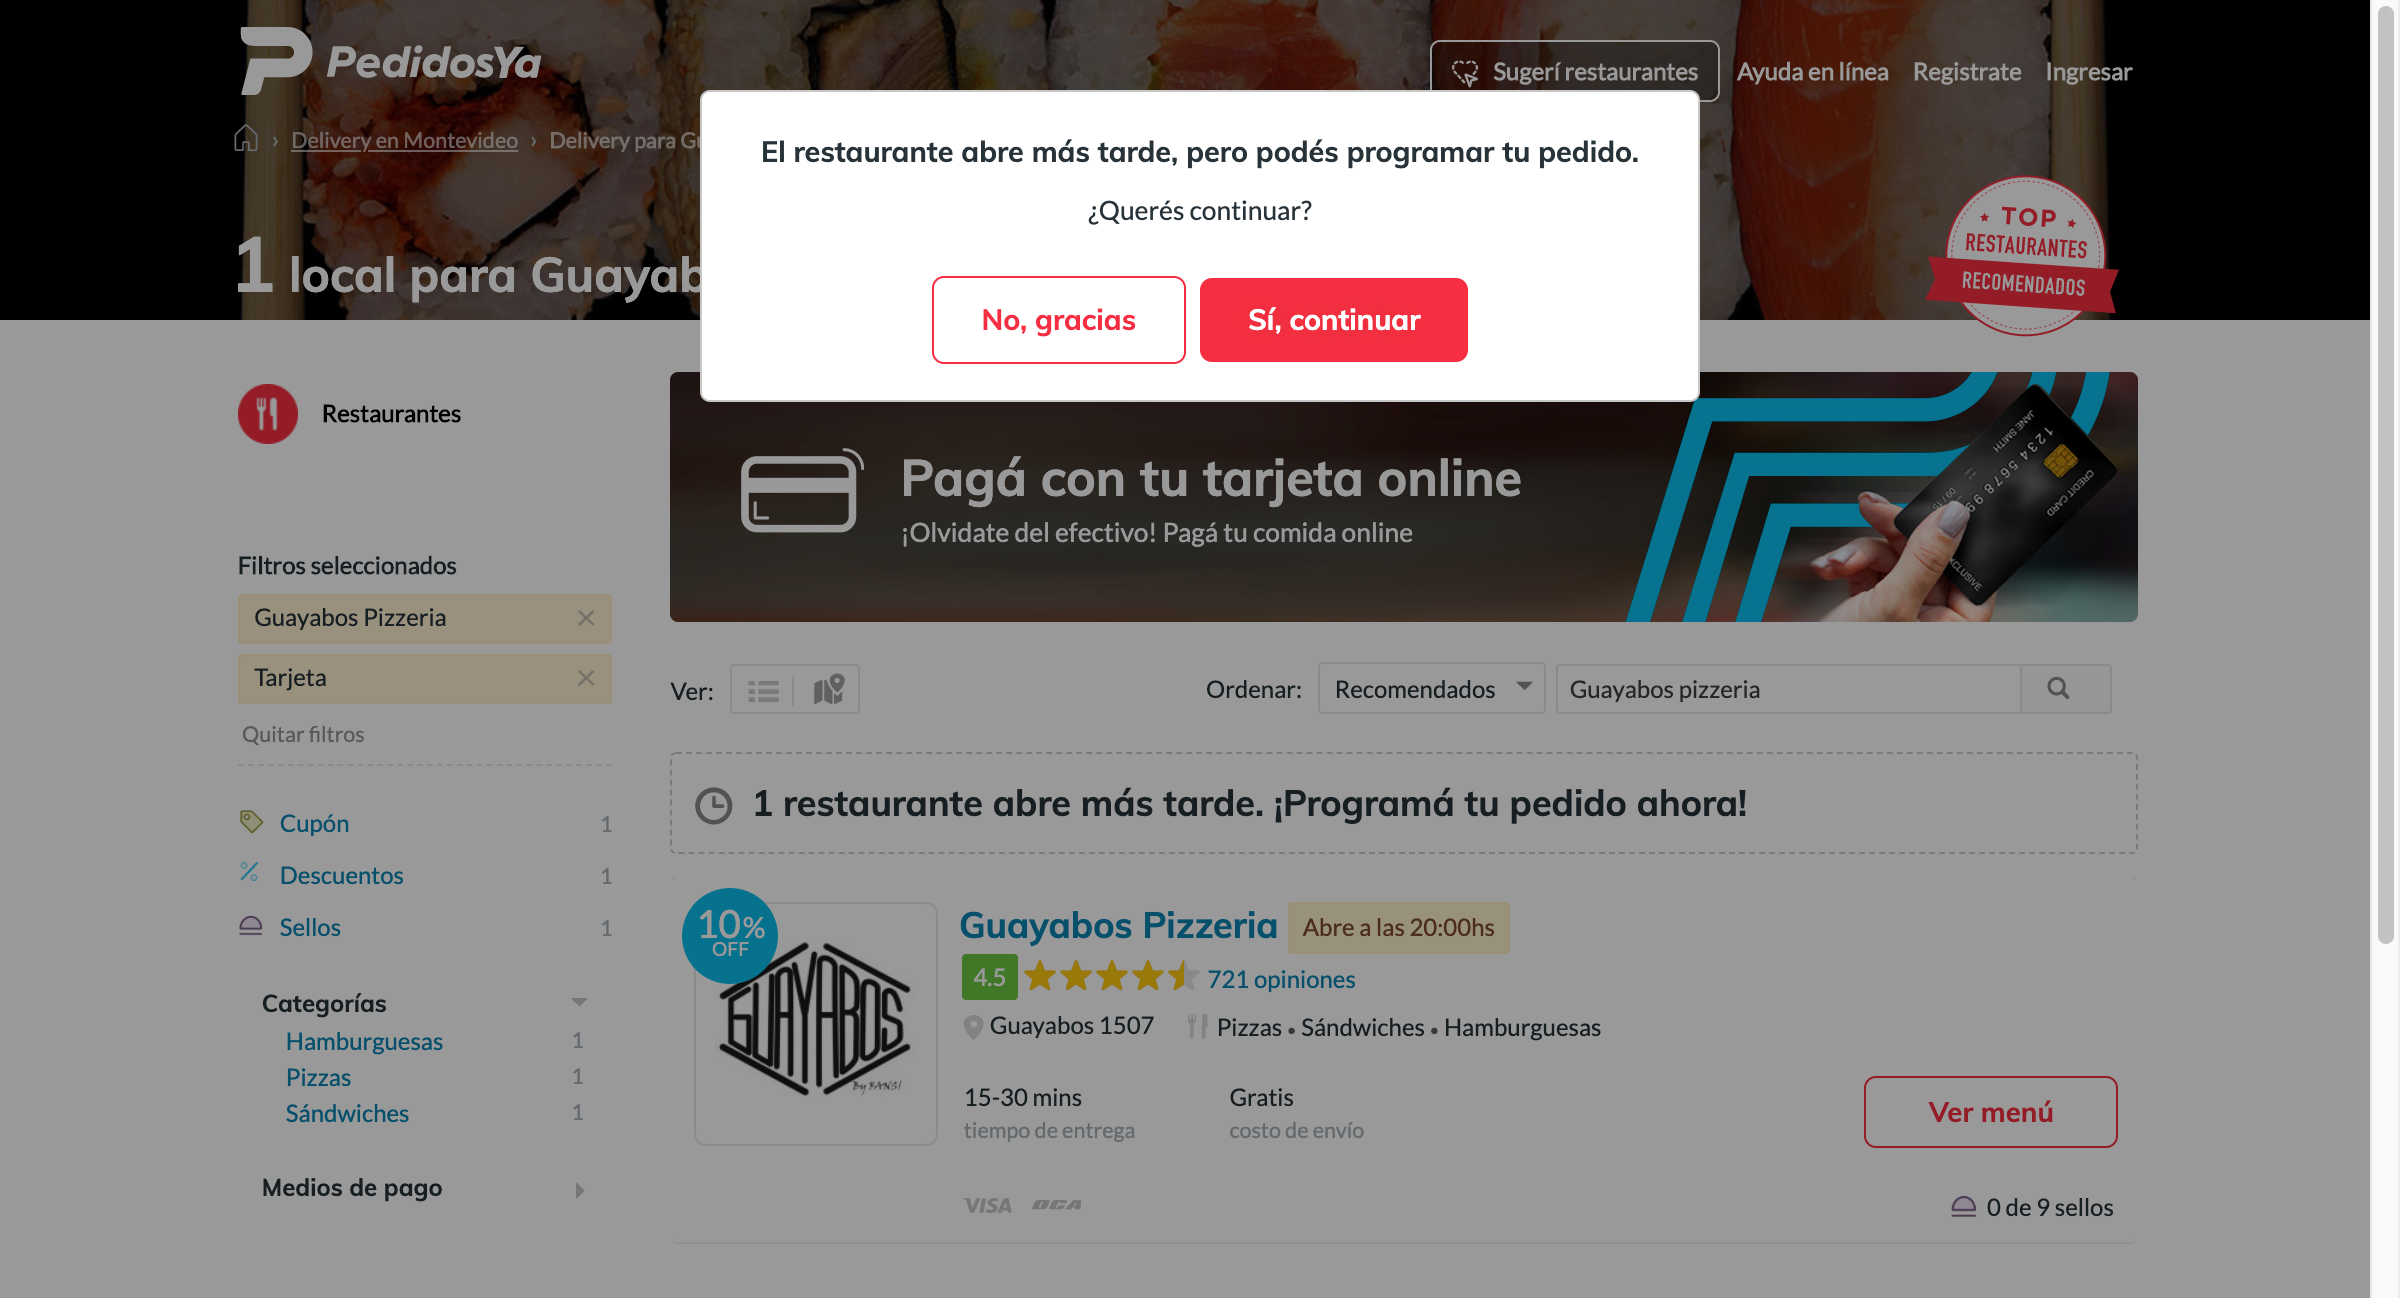 PedidosYa
Sugerí restaurantes
Ayuda en línea
Registrate
Ingresar
› Delivery en Montevideo › Delivery para
El restaurante abre más tarde, pero podés programar tu pedido.
¿Querés continuar?
No, gracias
Sí, continuar
1 local para Guayab
TOP
RESTAURANTES
RECOMENDADOS
Restaurantes
Pagá con tu tarjeta online
¡Olvidate del efectivo! Pagá tu comida online
JANE SMITH
CREDIT CARD
Filtros seleccionados
Guayabos Pizzeria
Tarjeta
Quitar filtros
Cupón 1
Descuentos 1
Sellos 1
Categorías
Hamburguesas 1
Pizzas 1
Sándwiches 1
Medios de pago
Ver:
Ordenar:
Recomendados
Guayabos pizzeria
1 restaurante abre más tarde. ¡Programá tu pedido ahora!
10%
OFF
GUAYABOS
By FANSI
Guayabos Pizzeria
Abre a las 20:00hs
4.5
721 opiniones
Guayabos 1507
Pizzas • Sándwiches • Hamburguesas
15-30 mins
tiempo de entrega
Gratis
costo de envío
Ver menú
VISA
OCA
0 de 9 sellos